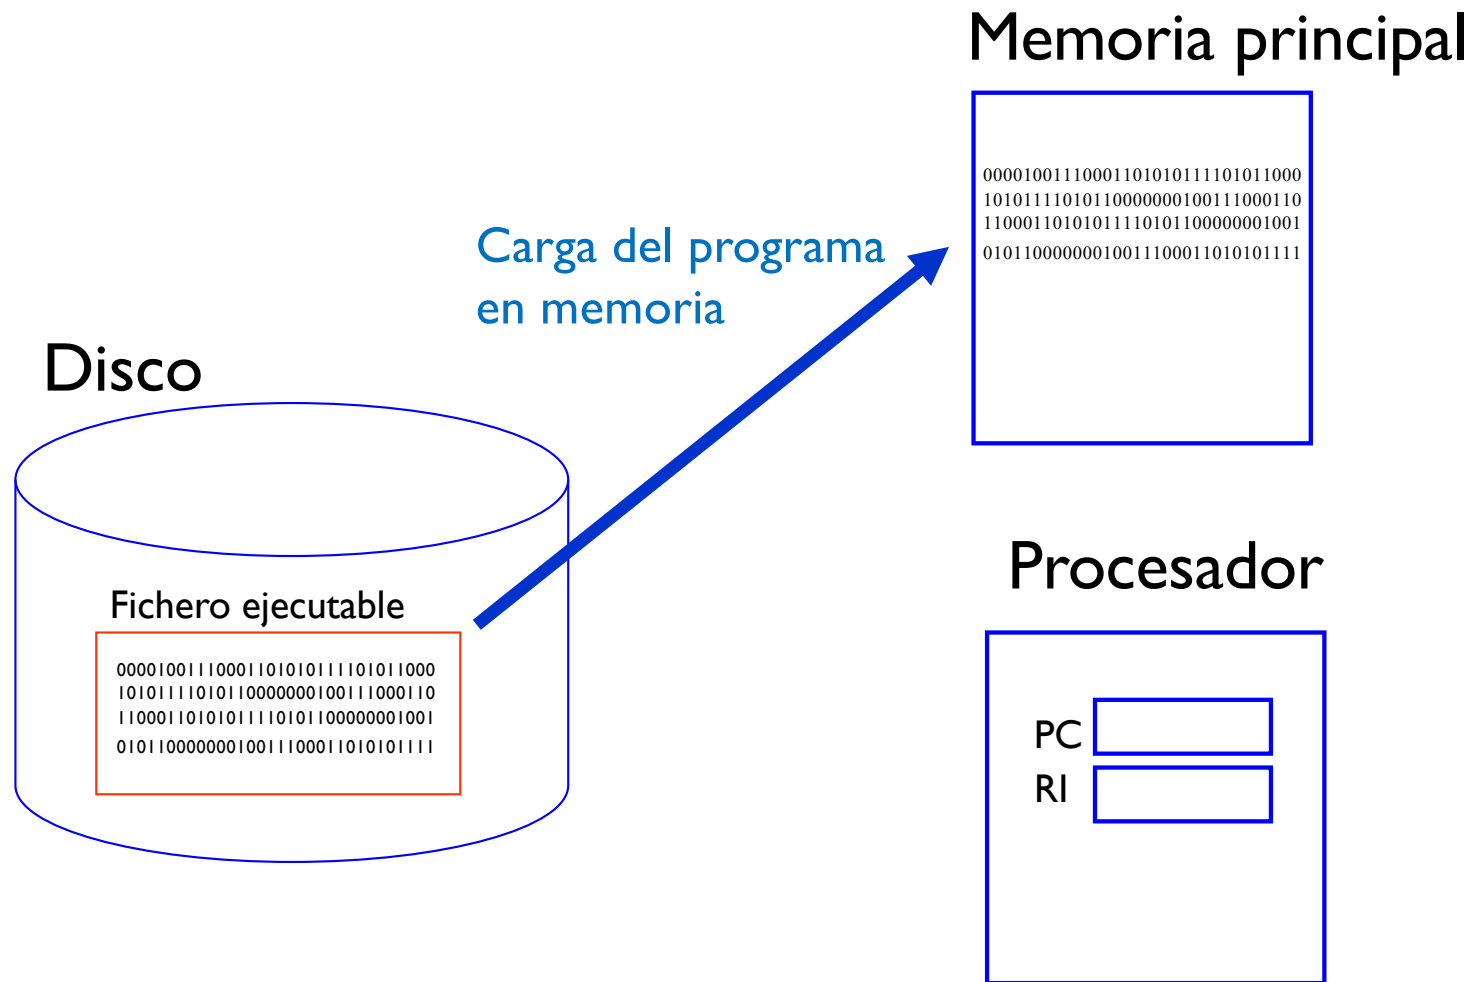 Memoria principal
00001001110001101010111101011000
10101111010110000000100111000110
11000110101011110101100000001001
01011000000010011100011010101111
Carga del programa
en memoria
Disco
Fichero ejecutable
00001001110001101010111101011000
10101111010110000000100111000110
11000110101011110101100000001001
01011000000010011100011010101111
Procesador
PC
RI